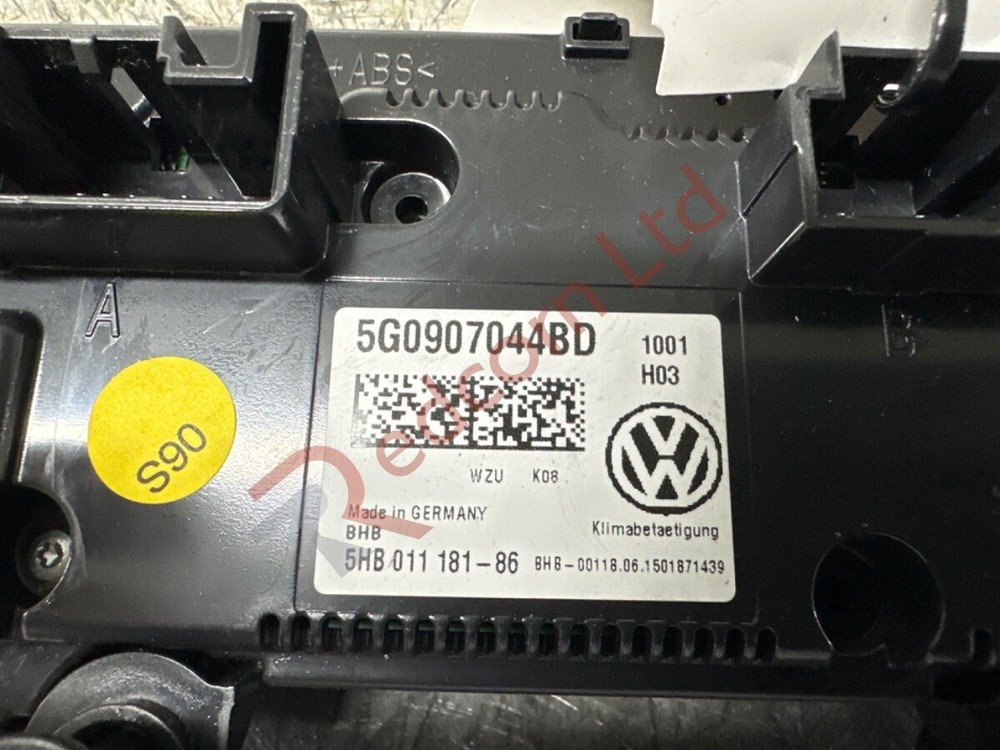 +ABS<
A
B
S90
5G0907044BD
1001
H03
WZU K08
Made in GERMANY
BHB
Klimabetaetigung
5HB 011 181-86 BHB-00118.06.1501871439
Redcom Ltd